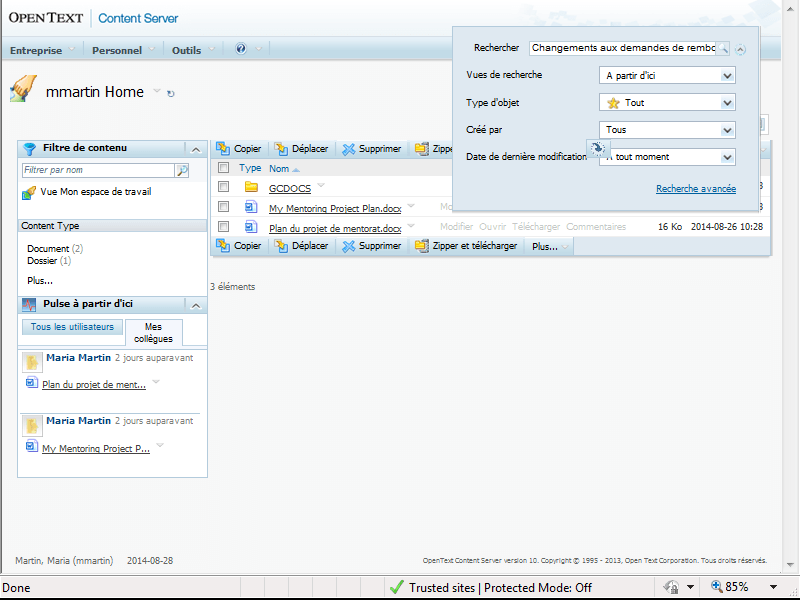 OPENTEXT | Content Server
Entreprise Personnel Outils
mmartin Home
Rechercher Changements aux demandes de rembo
Vues de recherche A partir d'ici
Type d'objet Tout
Créé par Tous
Date de dernière modification tout moment
Recherche avancée
Filtre de contenu
Filtrer par nom
Vue Mon espace de travail
Content Type
Document (2)
Dossier (1)
Plus...
Pulse à partir d'ici
Tous les utilisateurs
Mes collègues
Maria Martin 2 jours auparavant
Plan du projet de ment...
Maria Martin 2 jours auparavant
My Mentoring Project P...
Copier Déplacer Supprimer Zippe
Type Nom
GCDOCS 3
My Mentoring Project Plan.docx Mo 3
Plan du projet de mentorat.docx Modifier Ouvrir Télécharger Commentaires 16 Ko 2014-08-26 10:28
Copier Déplacer Supprimer Zipper et télécharger Plus...
3 éléments
Martin, Maria (mmartin) 2014-08-28
OpenText Content Server version 10. Copyright © 1995 - 2013, Open Text Corporation. Tous droits réservés.
Done Trusted sites | Protected Mode: Off 85%